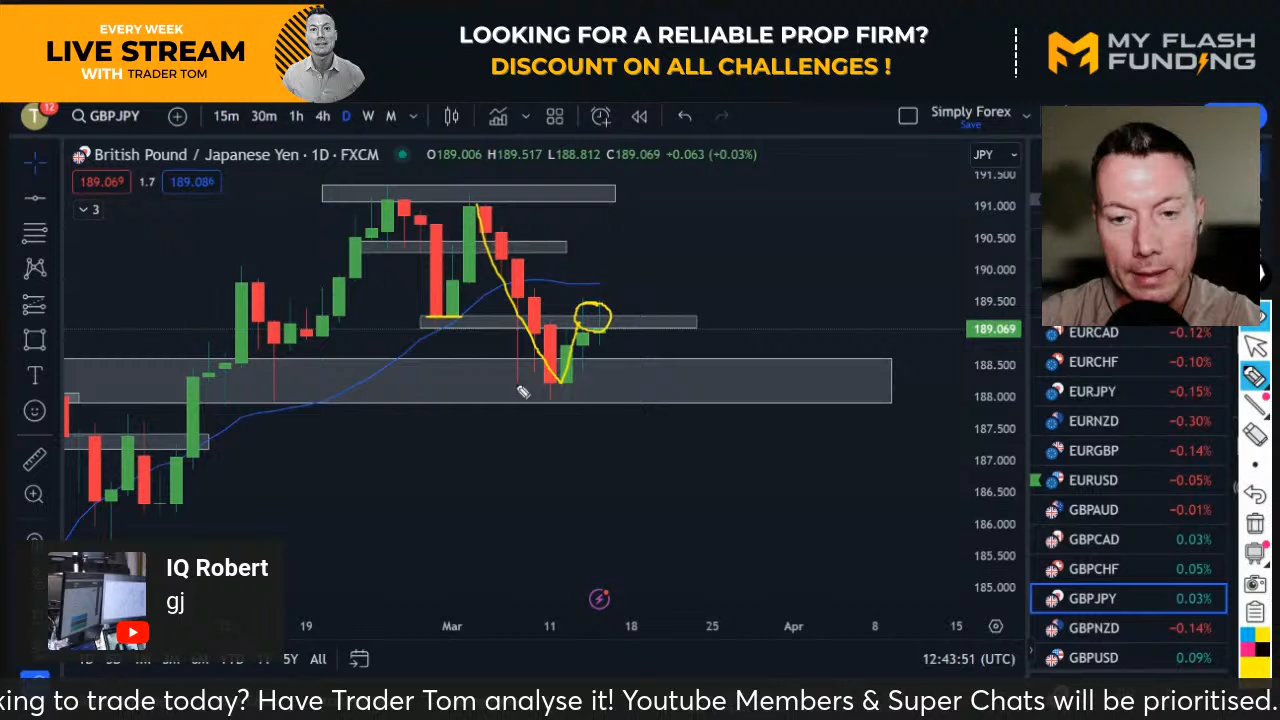 EVERY WEEK
LIVE STREAM
WITH TRADER TOM
LOOKING FOR A RELIABLE PROP FIRM?
DISCOUNT ON ALL CHALLENGES !
MY FLASH
FUNDING
T 12 GBPJPY 15m 30m 1h 4h D W M Simply Forex
Save
British Pound / Japanese Yen · 1D · FXCM O189.006 H189.517 L188.812 C189.069 +0.063 (+0.03%) JPY
189.069 1.7 189.086
3
191.500
191.000
190.500
190.000
189.500
189.069
188.500
188.000
187.500
187.000
186.500
186.000
185.500
185.000
EURCAD −0.12%
EURCHF −0.10%
EURJPY −0.15%
EURNZD −0.30%
EURGBP −0.14%
EURUSD −0.05%
GBPAUD −0.01%
GBPCAD 0.03%
GBPCHF 0.05%
GBPJPY 0.03%
GBPNZD −0.14%
GBPUSD 0.09%
IQ Robert
gj
19 Mar 11 18 25 Apr 8 15
5Y All 12:43:51 (UTC)
king to trade today? Have Trader Tom analyse it! Youtube Members & Super Chats will be prioritised.